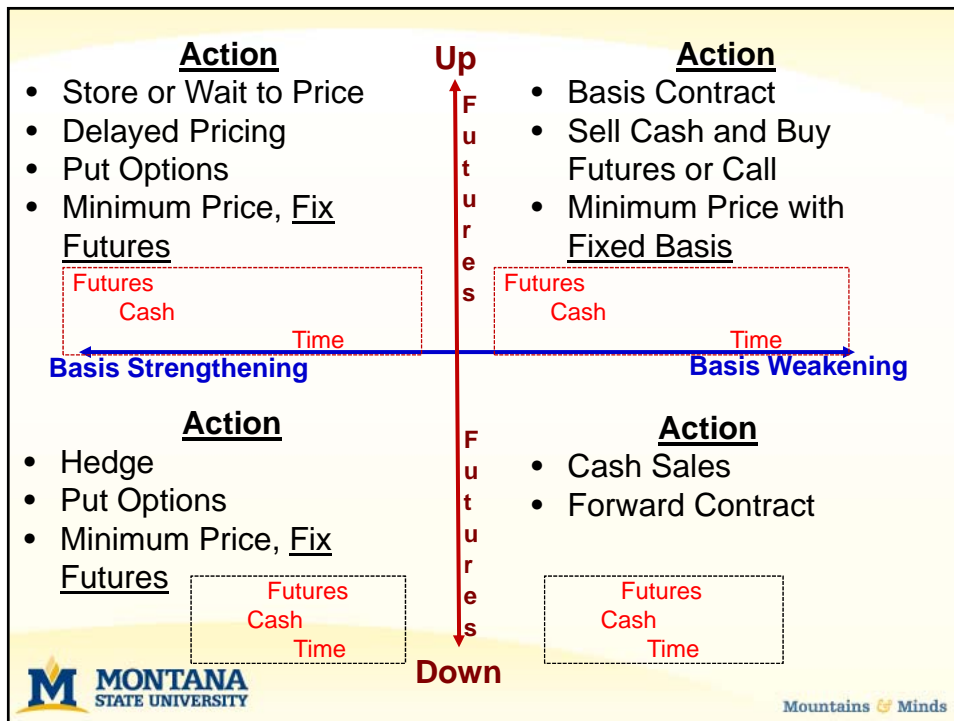 Action
• Store or Wait to Price
• Delayed Pricing
• Put Options
• Minimum Price, Fix
Futures
Futures
Cash
Time
Up
Futures
Action
• Basis Contract
• Sell Cash and Buy
Futures or Call
• Minimum Price with
Fixed Basis
Futures
Cash
Time
Basis Strengthening
Basis Weakening
Action
• Hedge
• Put Options
• Minimum Price, Fix
Futures
Futures
Cash
Time
Futures
Down
Action
• Cash Sales
• Forward Contract
Futures
Cash
Time
M MONTANA
STATE UNIVERSITY
Mountains & Minds